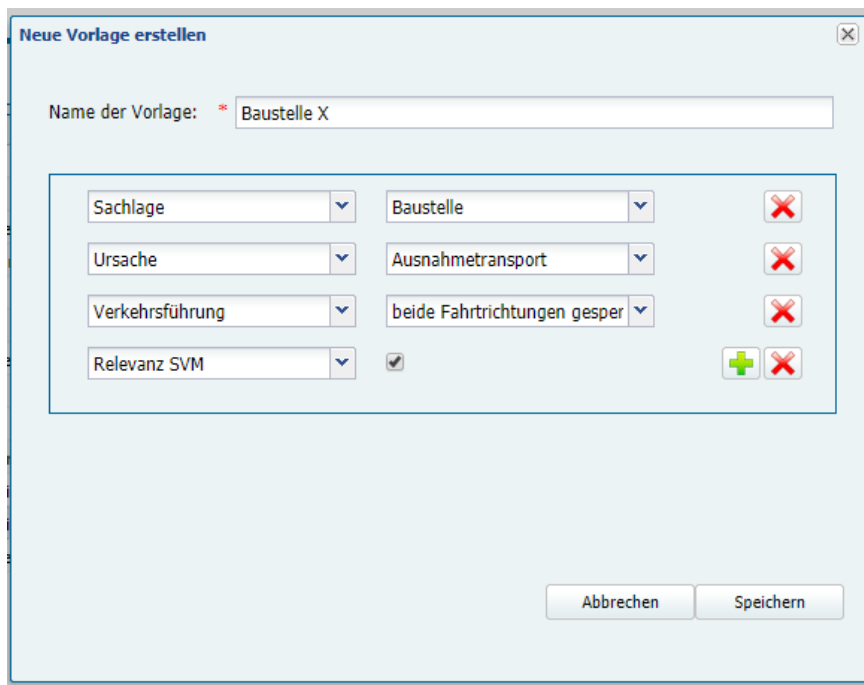 Neue Vorlage erstellen
Name der Vorlage: * Baustelle X
Sachlage Baustelle
Ursache Ausnahmetransport
Verkehrsführung beide Fahrtrichtungen gesper
Relevanz SVM
Abbrechen Speichern